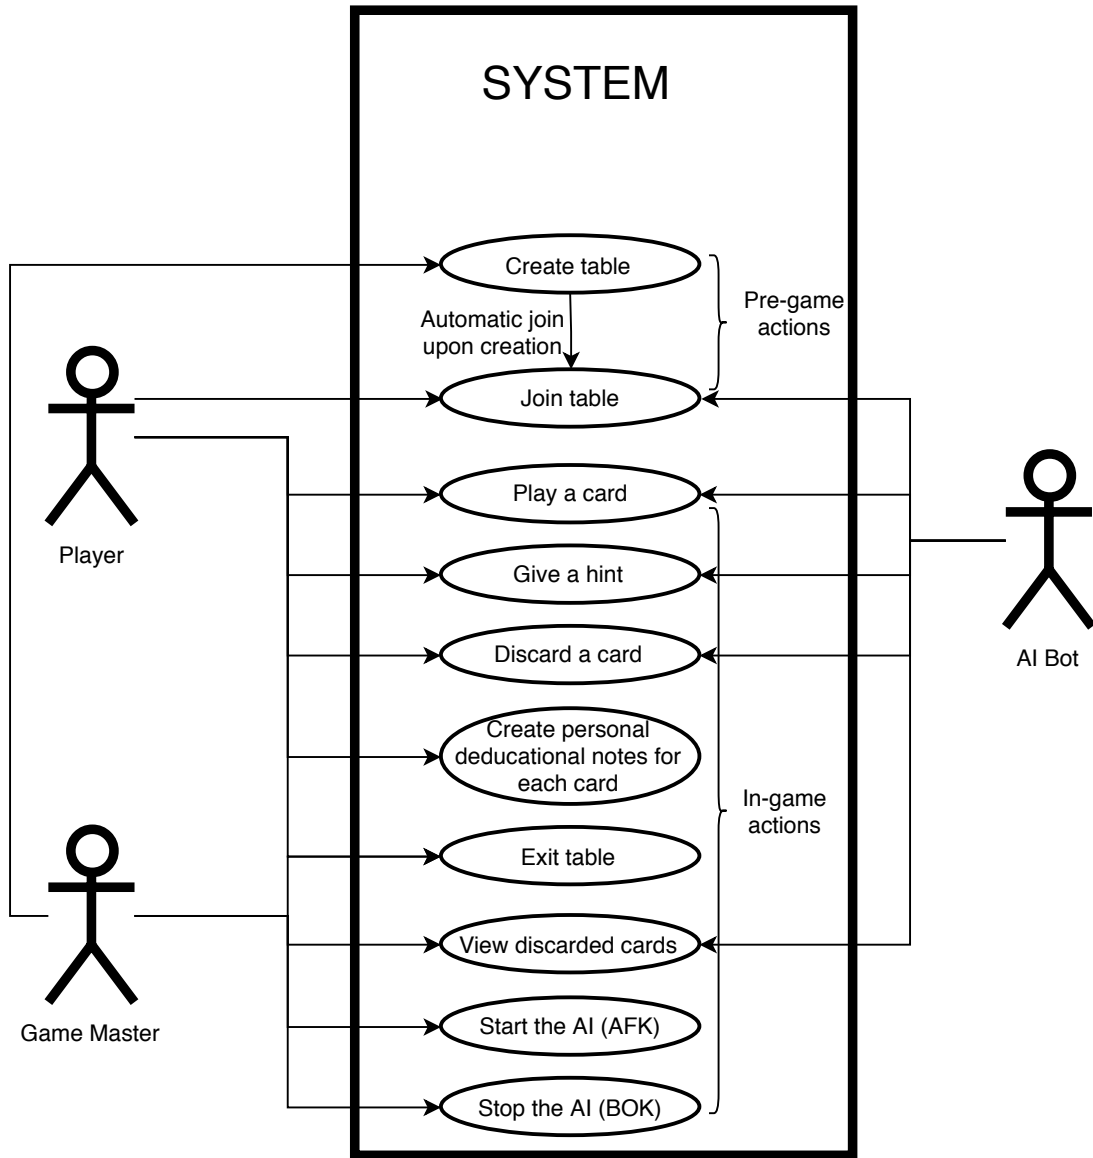 SYSTEM
Create table
Pre-game
actions
Automatic join
upon creation
Join table
Player
Play a card
Give a hint
Discard a card
AI Bot
Create personal
deducational notes for
each card
In-game
actions
Exit table
View discarded cards
Game Master
Start the AI (AFK)
Stop the AI (BOK)